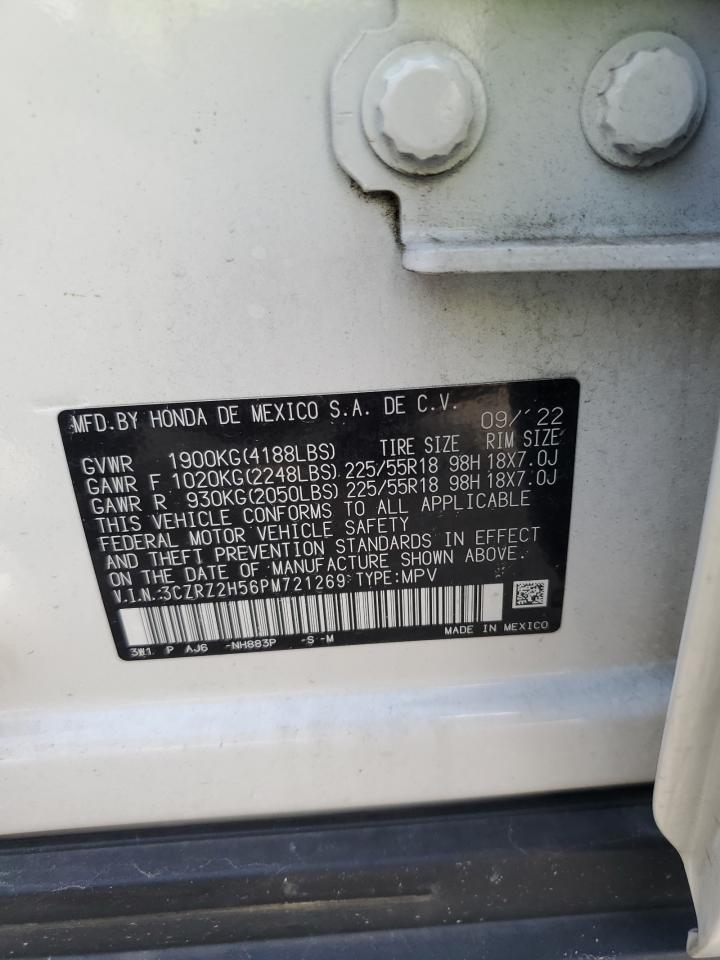 MFD.BY HONDA DE MEXICO S.A. DE C.V. 09/'22
TIRE SIZE RIM SIZE
GVWR 1900KG(4188LBS)
GAWR F 1020KG(2248LBS) 225/55R18 98H 18X7.0J
GAWR R 930KG(2050LBS) 225/55R18 98H 18X7.0J
THIS VEHICLE CONFORMS TO ALL APPLICABLE
FEDERAL MOTOR VEHICLE SAFETY
AND THEFT PREVENTION STANDARDS IN EFFECT
ON THE DATE OF MANUFACTURE SHOWN ABOVE.
V.I.N.:3CZRZ2H56PM721269 TYPE:MPV
3W1 P AJ6 -NH883P -S -M MADE IN MEXICO